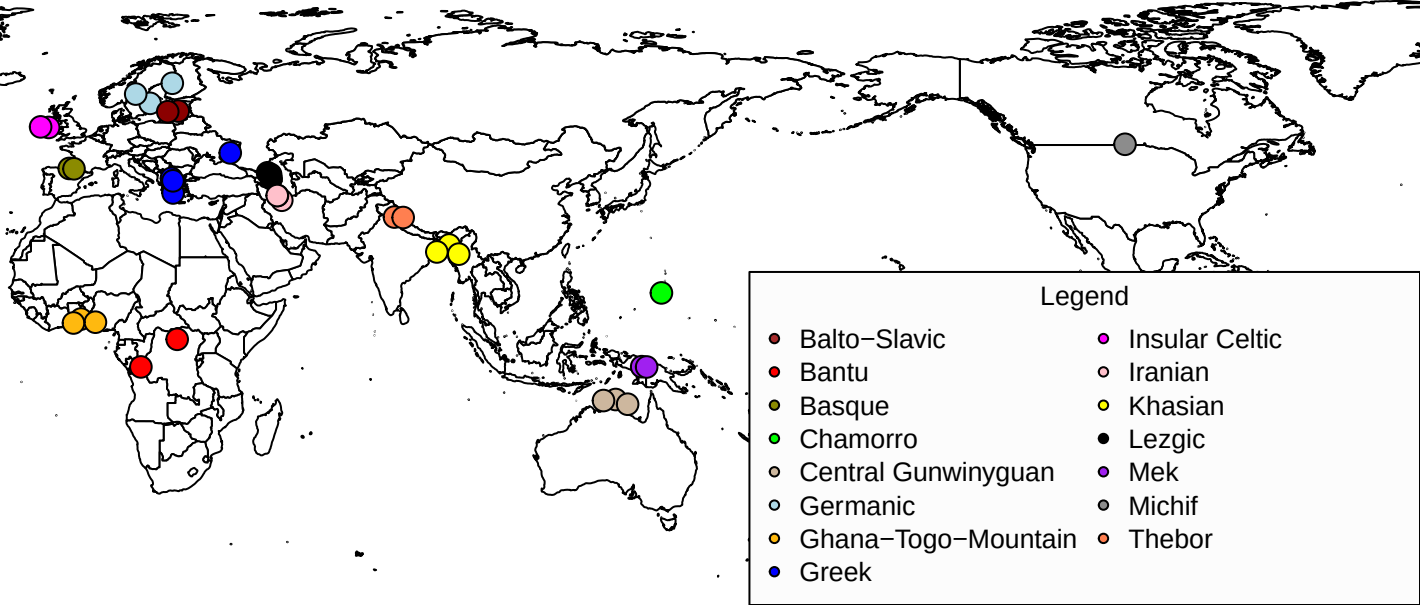 Legend
Balto−Slavic
Bantu
Basque
Chamorro
Central Gunwinyguan
Germanic
Ghana−Togo−Mountain
Greek
Insular Celtic
Iranian
Khasian
Lezgic
Mek
Michif
Thebor